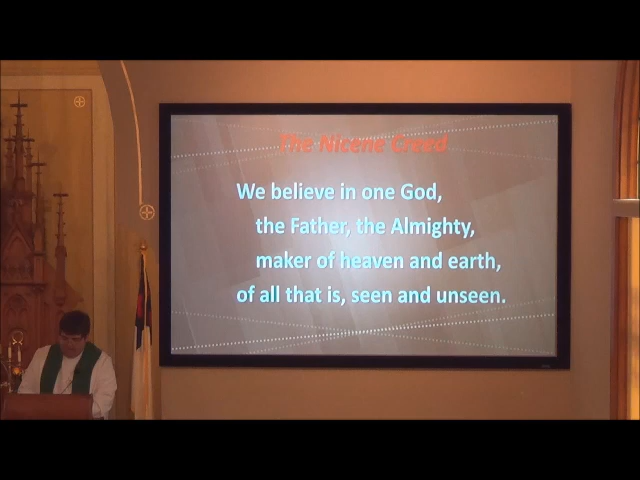 The Nicene Creed
We believe in one God,
the Father, the Almighty,
maker of heaven and earth,
of all that is, seen and unseen.